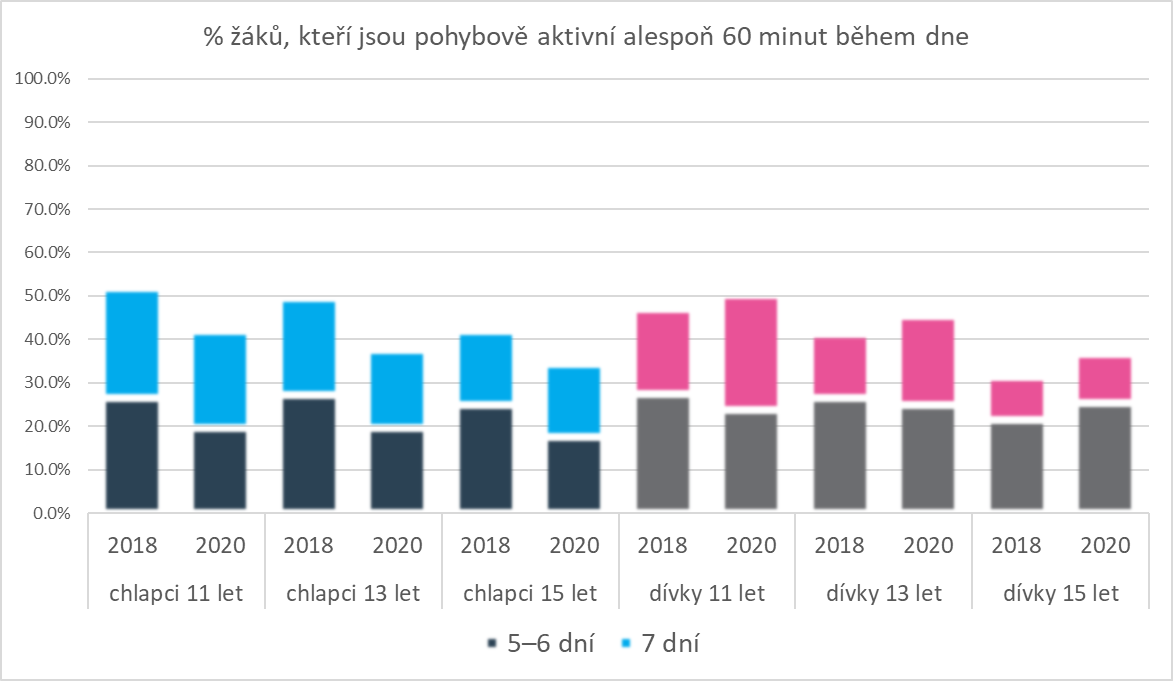 % žáků, kteří jsou pohybově aktivní alespoň 60 minut během dne
100.0%
90.0%
80.0%
70.0%
60.0%
50.0%
40.0%
30.0%
20.0%
10.0%
0.0%
2018 2020 2018 2020 2018 2020 2018 2020 2018 2020 2018 2020
chlapci 11 let chlapci 13 let chlapci 15 let dívky 11 let dívky 13 let dívky 15 let
5–6 dní 7 dní